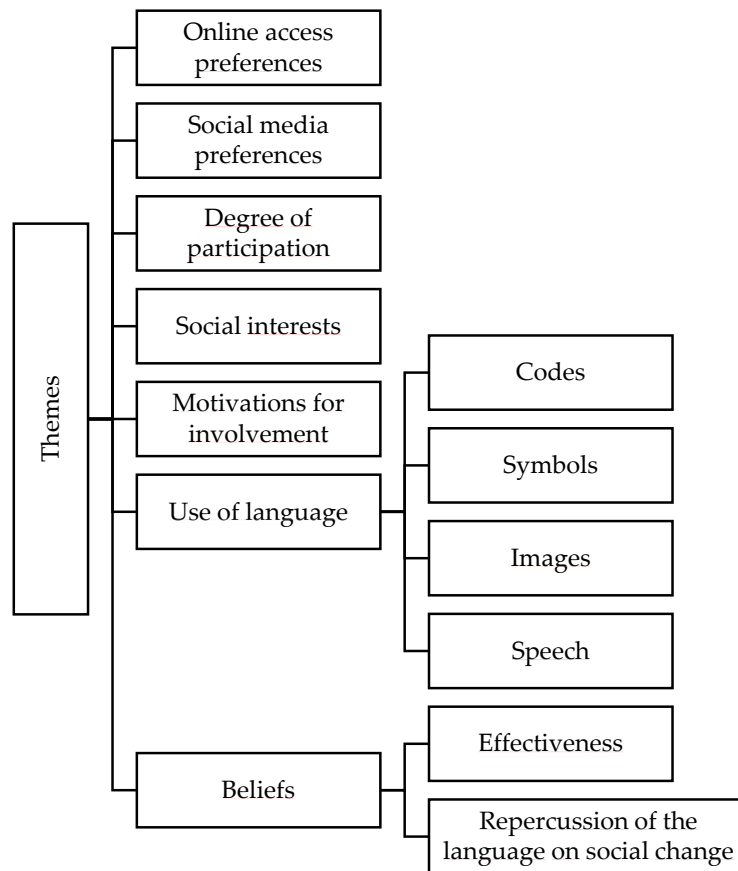 Themes
Online access
preferences
Social media
preferences
Degree of
participation
Social interests
Motivations for
involvement
Use of language
Codes
Symbols
Images
Speech
Beliefs
Effectiveness
Repercussion of the
language on social change